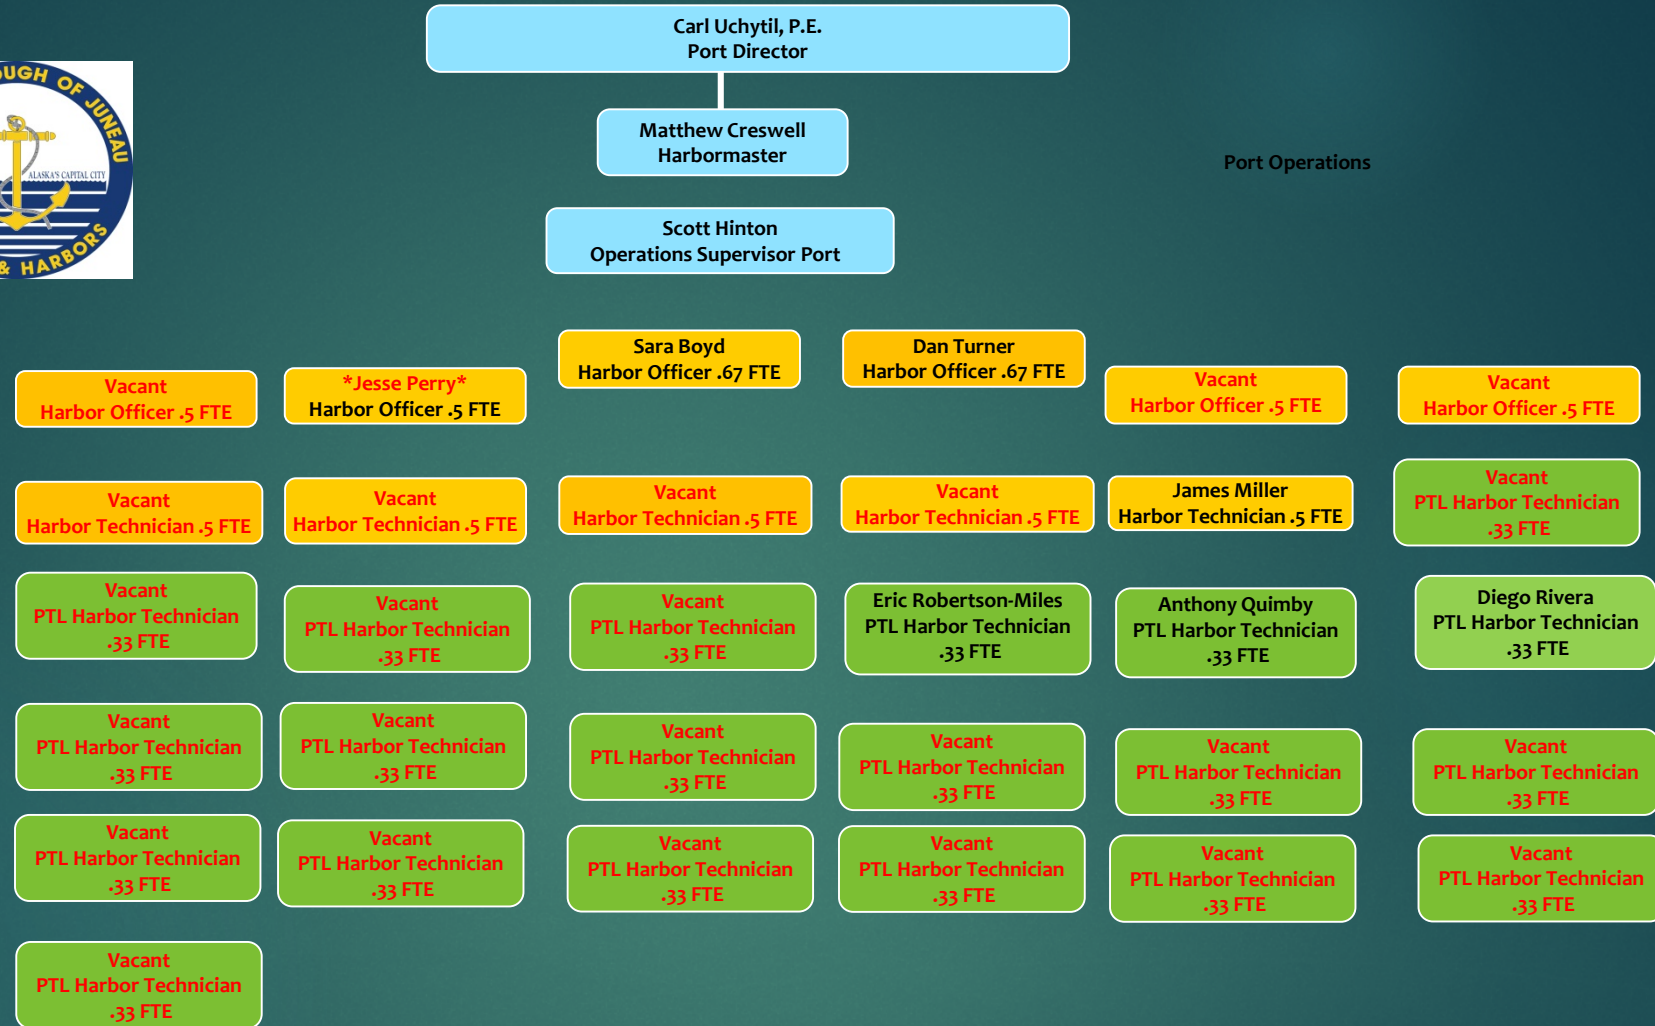 Carl Uchytil, P.E.
Port Director
OUGH OF JUNEAU
ALASKA'S CAPITAL CITY
& HARBORS
Matthew Creswell
Harbormaster
Port Operations
Scott Hinton
Operations Supervisor Port
Vacant
Harbor Officer .5 FTE
*Jesse Perry*
Harbor Officer .5 FTE
Sara Boyd
Harbor Officer .67 FTE
Dan Turner
Harbor Officer .67 FTE
Vacant
Harbor Officer .5 FTE
Vacant
Harbor Officer .5 FTE
Vacant
Harbor Technician .5 FTE
Vacant
Harbor Technician .5 FTE
Vacant
Harbor Technician .5 FTE
Vacant
Harbor Technician .5 FTE
James Miller
Harbor Technician .5 FTE
Vacant
PTL Harbor Technician
.33 FTE
Vacant
PTL Harbor Technician
.33 FTE
Vacant
PTL Harbor Technician
.33 FTE
Vacant
PTL Harbor Technician
.33 FTE
Eric Robertson-Miles
PTL Harbor Technician
.33 FTE
Anthony Quimby
PTL Harbor Technician
.33 FTE
Diego Rivera
PTL Harbor Technician
.33 FTE
Vacant
PTL Harbor Technician
.33 FTE
Vacant
PTL Harbor Technician
.33 FTE
Vacant
PTL Harbor Technician
.33 FTE
Vacant
PTL Harbor Technician
.33 FTE
Vacant
PTL Harbor Technician
.33 FTE
Vacant
PTL Harbor Technician
.33 FTE
Vacant
PTL Harbor Technician
.33 FTE
Vacant
PTL Harbor Technician
.33 FTE
Vacant
PTL Harbor Technician
.33 FTE
Vacant
PTL Harbor Technician
.33 FTE
Vacant
PTL Harbor Technician
.33 FTE
Vacant
PTL Harbor Technician
.33 FTE
Vacant
PTL Harbor Technician
.33 FTE